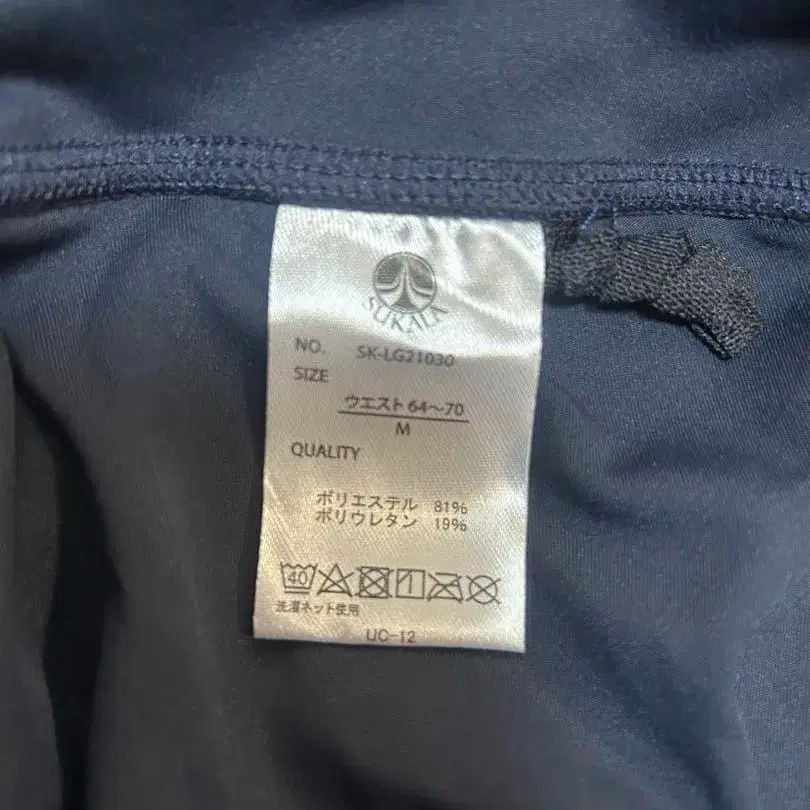 SUKALA
NO. SK-LG21030
SIZE
ウエスト 64～70
M
QUALITY
ポリエステル 81%
ポリウレタン 19%
40
洗濯ネット使用
UC-12